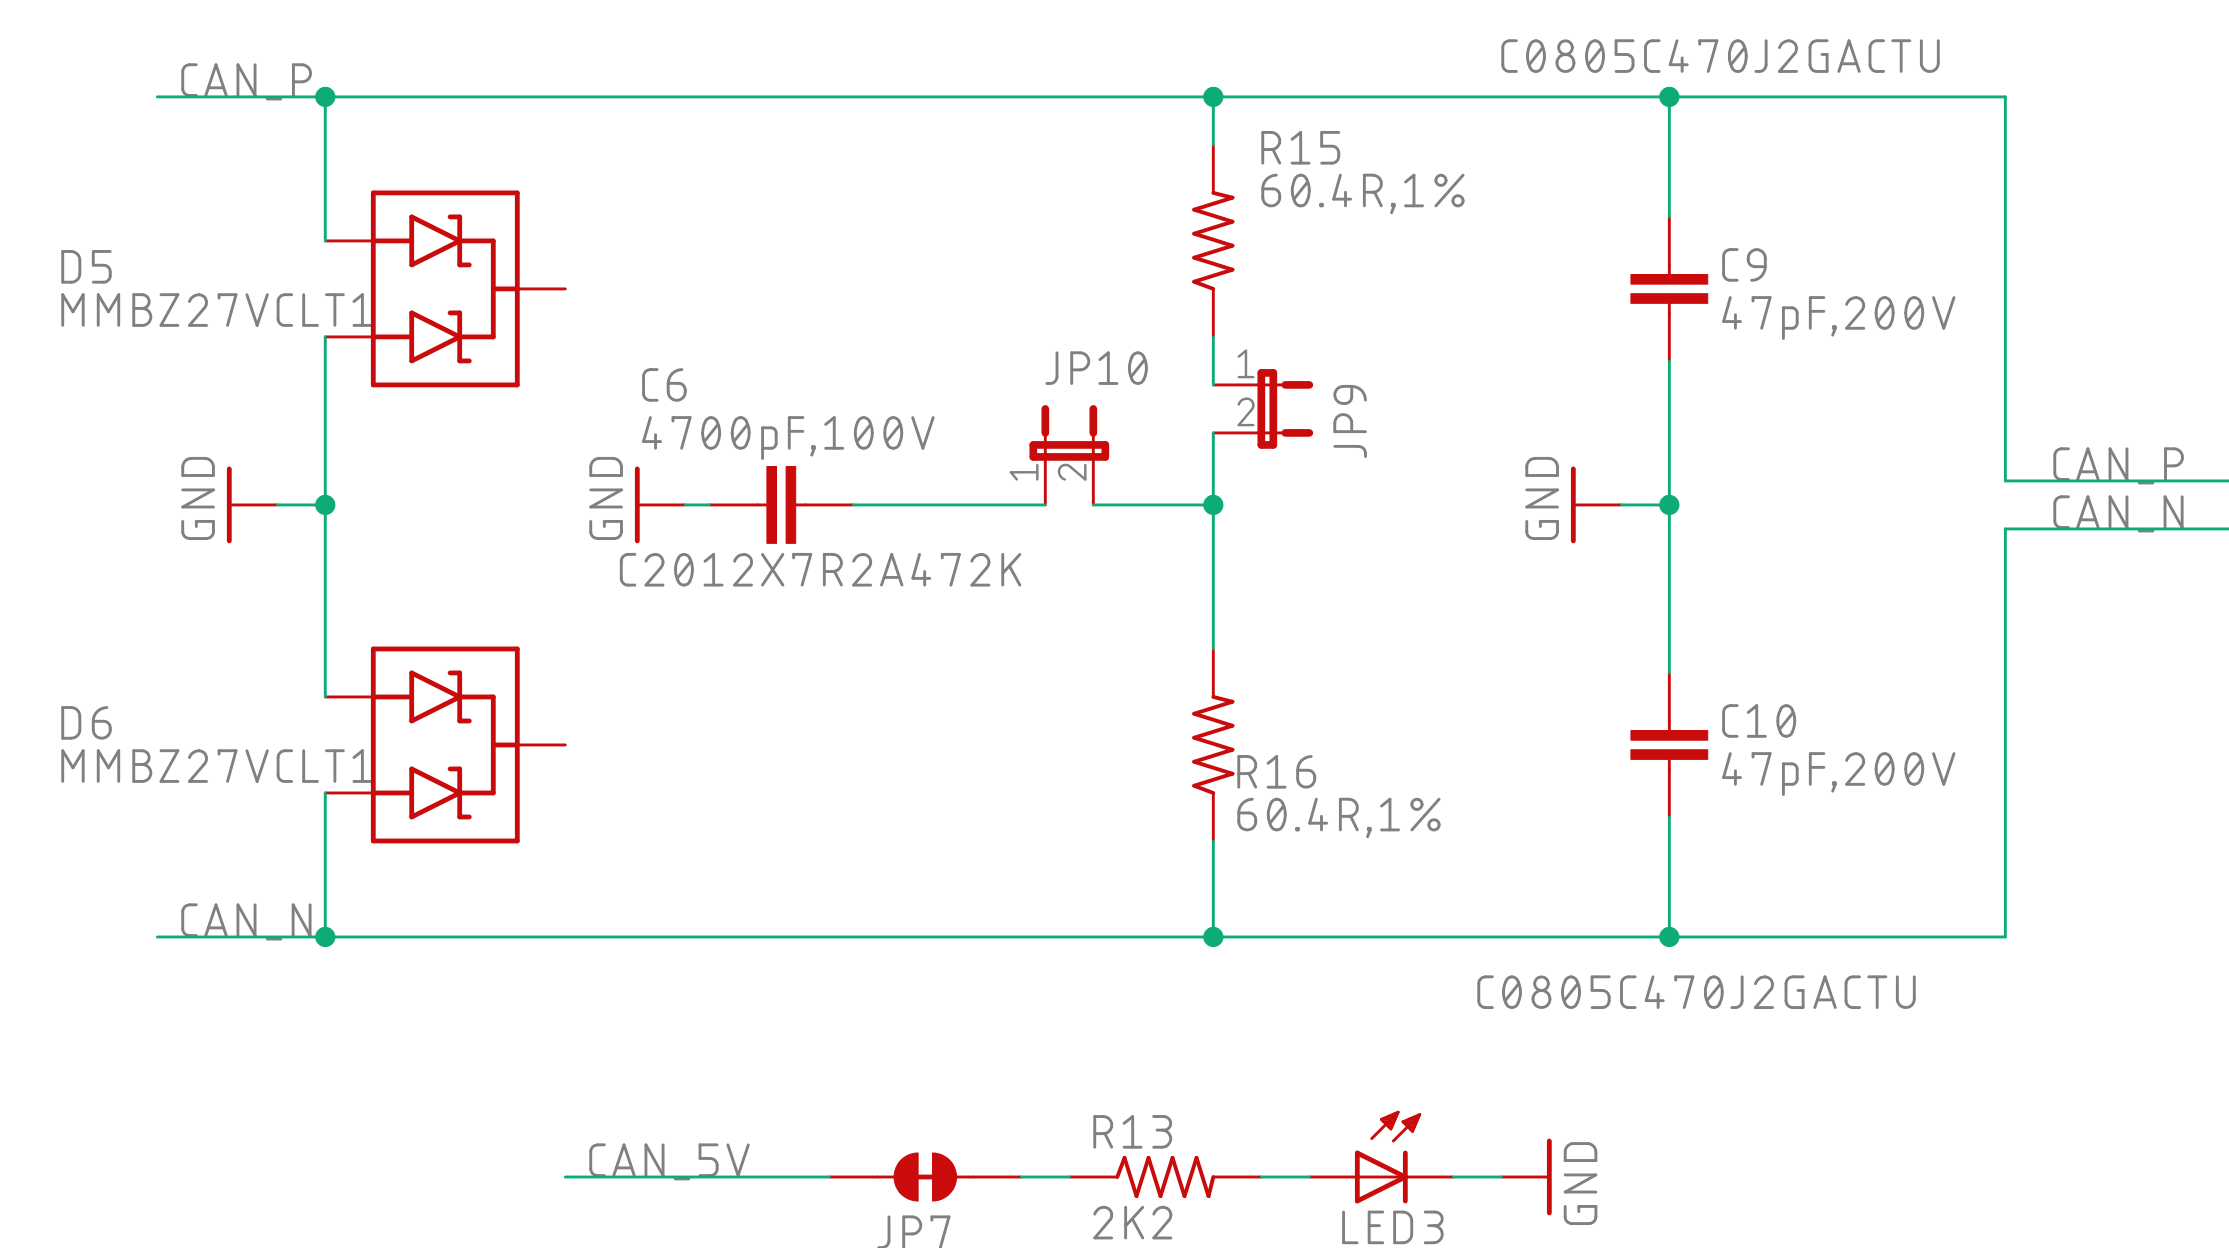 CAN_P
C0805C470J2GACTU
R15
60.4R,1%
D5
MMBZ27VCLT1
C9
47pF,200V
C6
4700pF,100V
JP10
1
2
JP9
1
2
GND
GND
GND
CAN_P
CAN_N
C2012X7R2A472K
D6
MMBZ27VCLT1
R16
60.4R,1%
C10
47pF,200V
CAN_N
C0805C470J2GACTU
CAN_5V
JP7
R13
2K2
LED3
GND